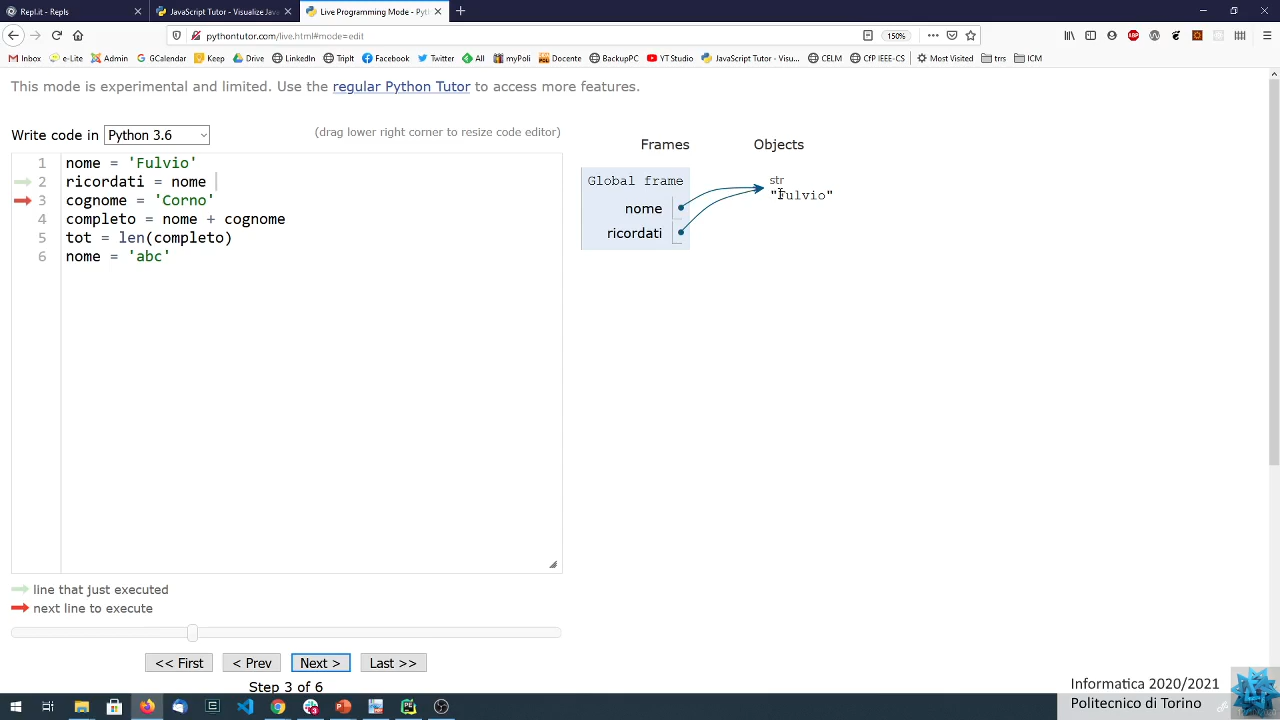 Repl.it - Repls
JavaScript Tutor - Visualize Java
Live Programming Mode - Pyt
pythontutor.com/live.html#mode=edit
150%
Inbox e-Lite Admin GCalendar Keep Drive LinkedIn TripIt Facebook Twitter All myPoli Docente BackupPC YT Studio JavaScript Tutor - Visu... CELM CfP IEEE-CS Most Visited trrs ICM
This mode is experimental and limited. Use the regular Python Tutor to access more features.
Write code in Python 3.6 (drag lower right corner to resize code editor)
1 nome = 'Fulvio'
2 ricordati = nome
3 cognome = 'Corno'
4 completo = nome + cognome
5 tot = len(completo)
6 nome = 'abc'
Frames Objects
Global frame
nome
ricordati
str
"Fulvio"
line that just executed
next line to execute
<< First < Prev Next > Last >>
Step 3 of 6
Informatica 2020/2021
Politecnico di Torino